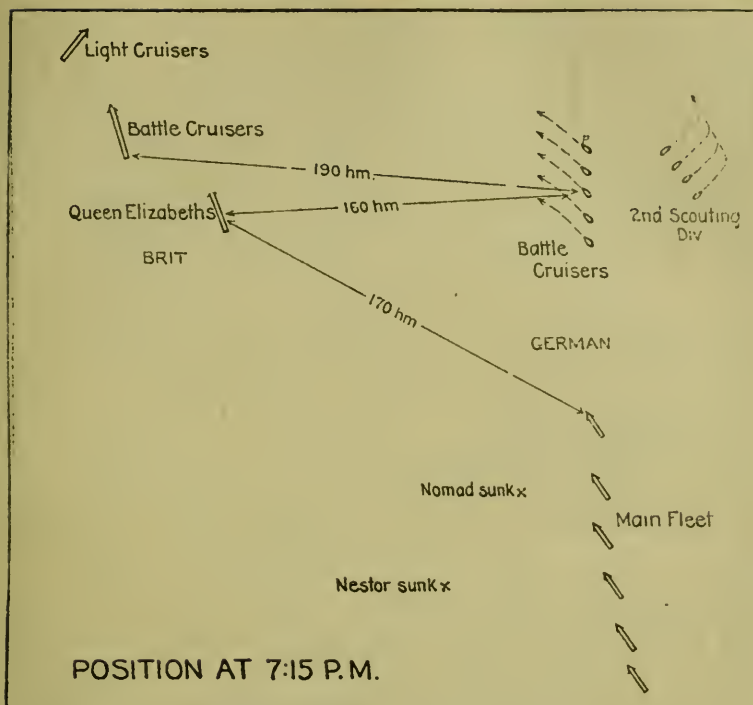 Light Cruisers
Battle Cruisers
190 hm.
Queen Elizabeths
160 hm
2nd Scouting
Div
BRIT
Battle
Cruisers
170 hm
GERMAN
Nomad sunk x
Main Fleet
Nestor sunk x
POSITION AT 7:15 P.M.